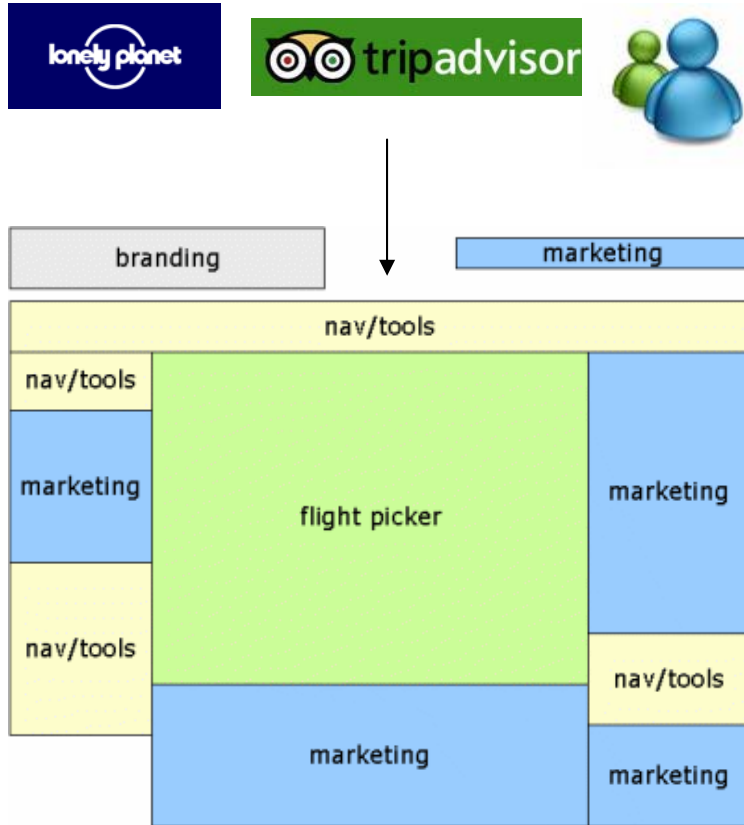 lonely planet
tripadvisor
branding
marketing
nav/tools
nav/tools
marketing
nav/tools
flight picker
marketing
marketing
nav/tools
marketing